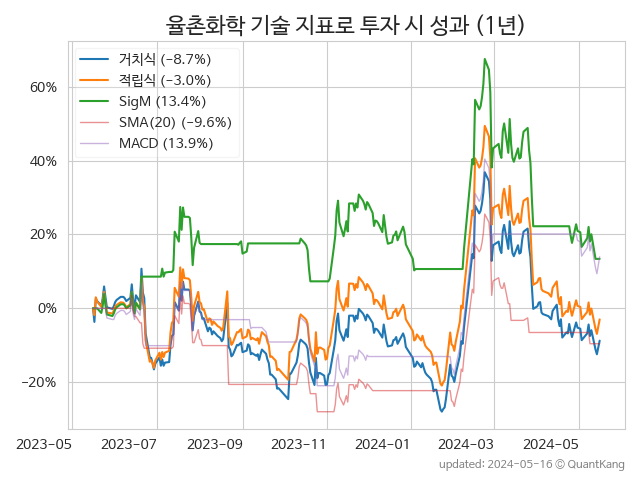 율촌화학 기술 지표로 투자 시 성과 (1년)
거치식 (−8.7%)
적립식 (−3.0%)
SigM (13.4%)
SMA(20) (−9.6%)
MACD (13.9%)
60%
40%
20%
0%
−20%
2023-05 2023-07 2023-09 2023-11 2024-01 2024-03 2024-05
updated: 2024-05-16 © QuantKang